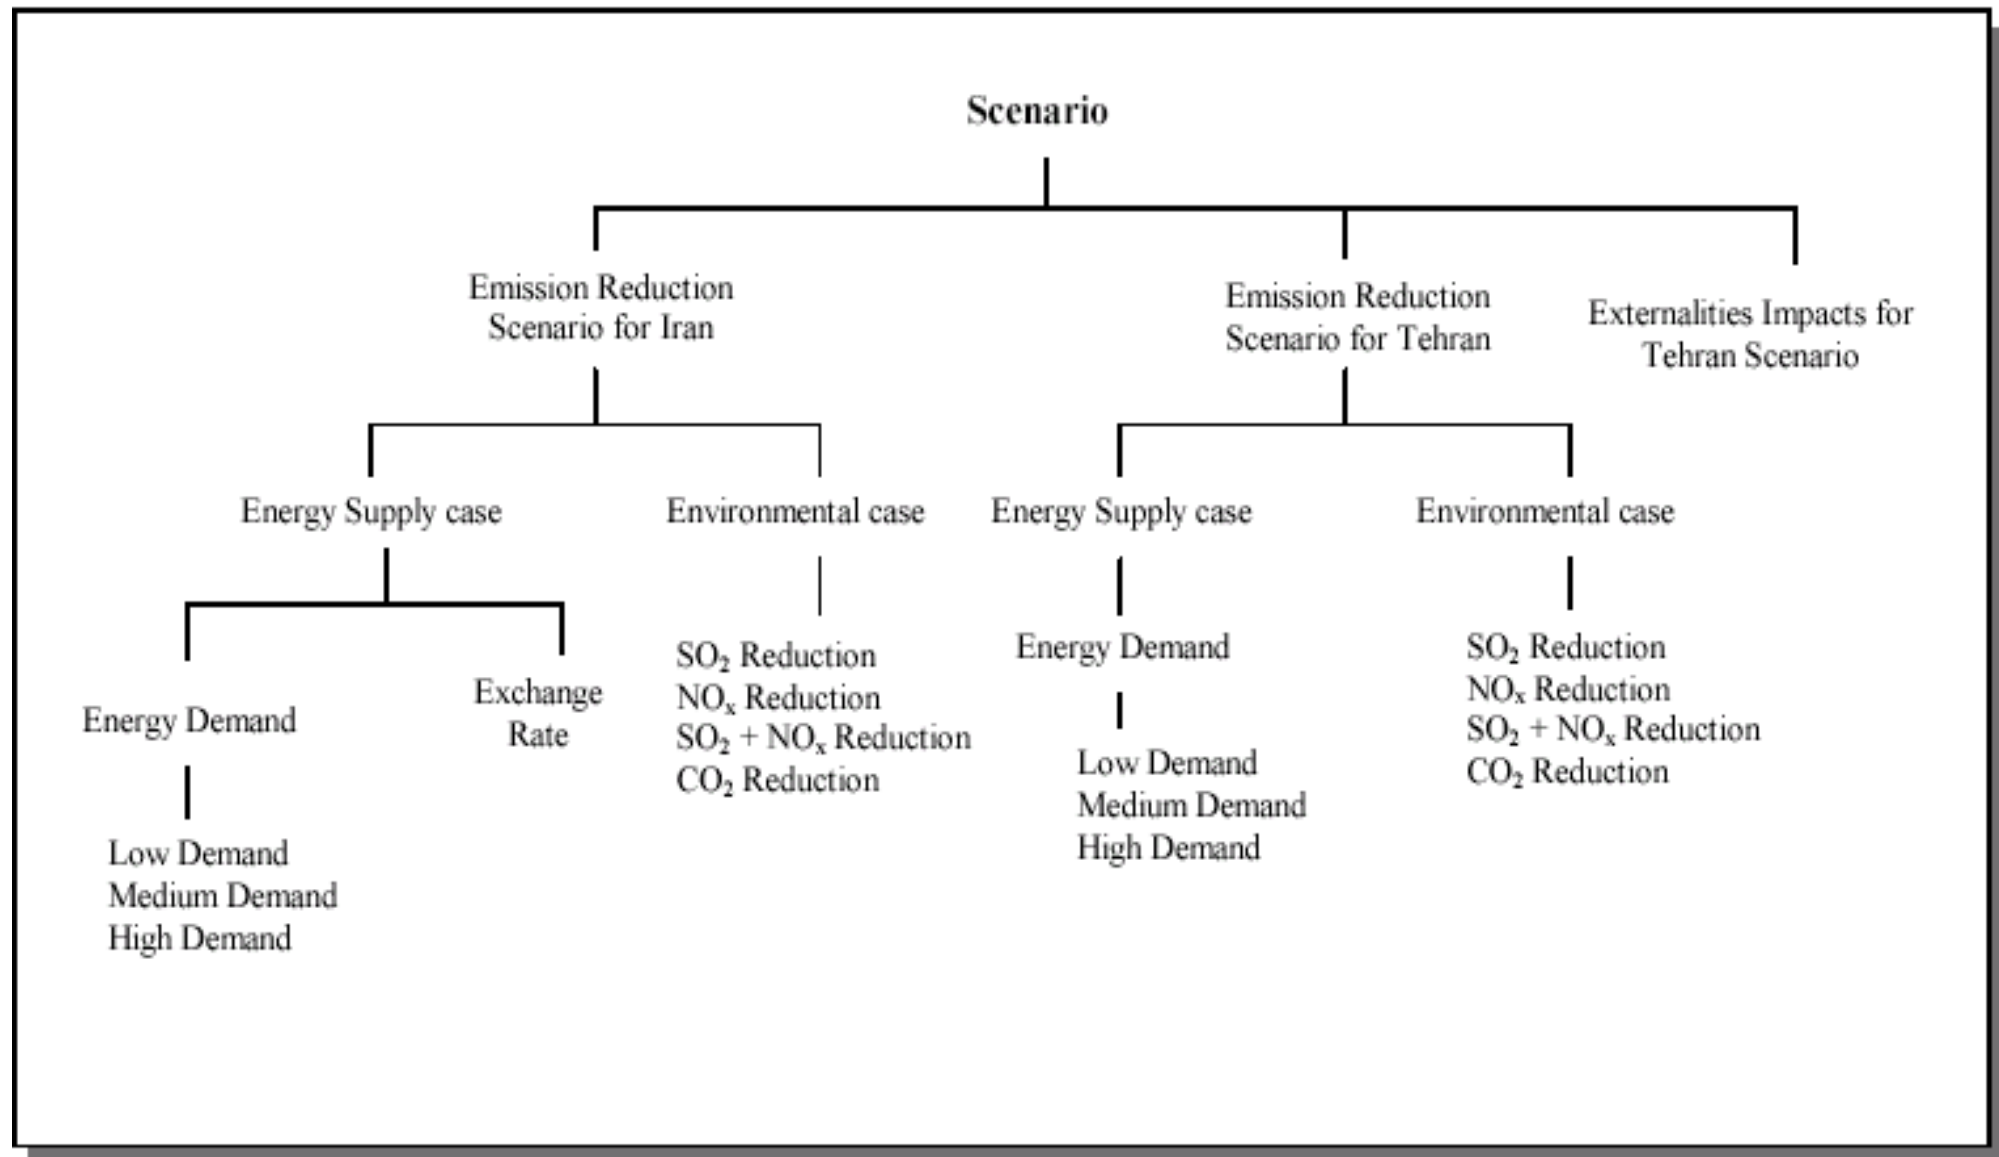 Scenario
Emission Reduction
Scenario for Iran
Emission Reduction
Scenario for Tehran
Externalities Impacts for
Tehran Scenario
Energy Supply case
Environmental case
Energy Supply case
Environmental case
Energy Demand
Exchange
Rate
SO₂ Reduction
NOₓ Reduction
SO₂ + NOₓ Reduction
CO₂ Reduction
Energy Demand
SO₂ Reduction
NOₓ Reduction
SO₂ + NOₓ Reduction
CO₂ Reduction
Low Demand
Medium Demand
High Demand
Low Demand
Medium Demand
High Demand